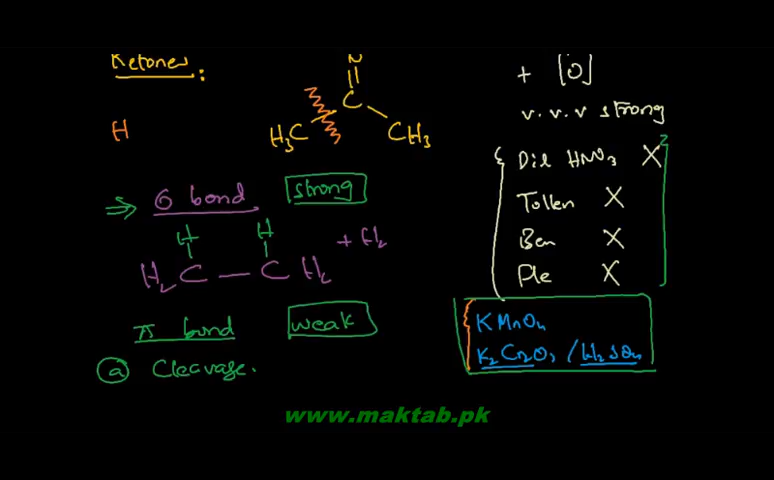 Ketones :
H
H₃C
C
CH₃
σ bond strong
H H
H₂C — CH₂ + H₂
π bond weak
(a) Cleavage.
+ [O]
v. v. v strong
Dil HNO₃ X
Tollen X
Ben X
KMnO₄
K₂Cr₂O₇ / H₂SO₄
www.maktab.pk